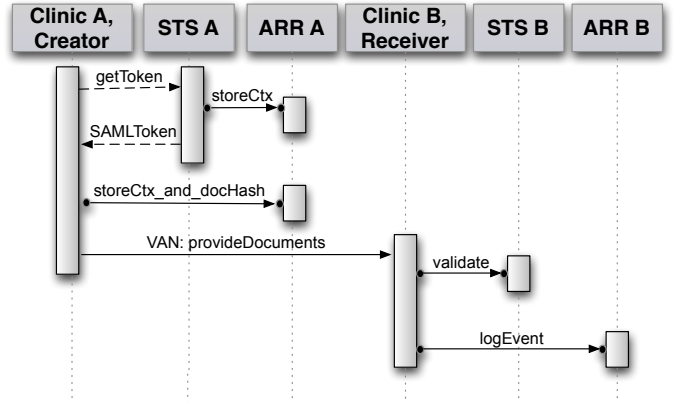 Clinic A,
Creator
STS A
ARR A
Clinic B,
Receiver
STS B
ARR B
getToken
storeCtx
SAMLToken
storeCtx_and_docHash
VAN: provideDocuments
validate
logEvent